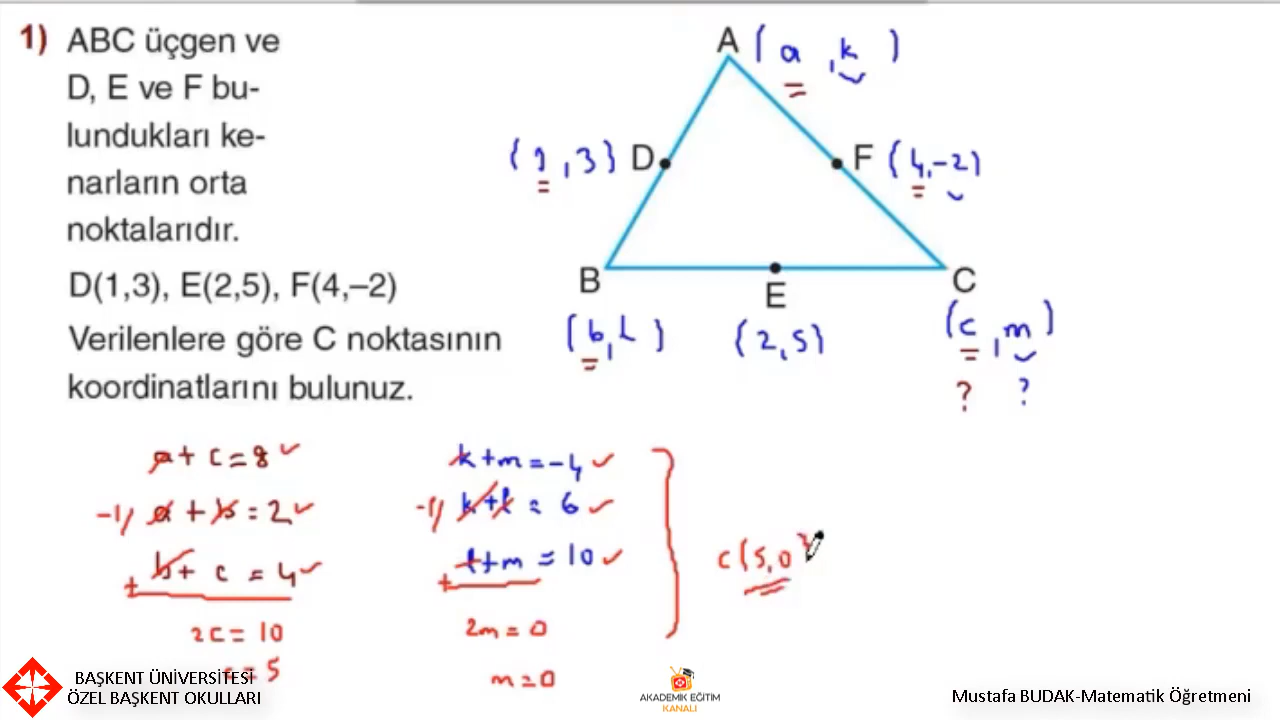 1) ABC üçgen ve
D, E ve F bu-
lundukları ke-
narların orta
noktalarıdır.
D(1,3), E(2,5), F(4,–2)
Verilenlere göre C noktasının
koordinatlarını bulunuz.
A (a, k)
(1, 3) D
F (4, -2)
B
E
C
(b, l)
(2, 5)
(c, m)
? ?
a + c = 8
-1/ a + b = 2
b + c = 4
+
2c = 10
c = 5
k + m = -4
-1/ k + l = 6
l + m = 10
+
2m = 0
m = 0
C(5, 0)
BAŞKENT ÜNİVERSİTESİ
ÖZEL BAŞKENT OKULLARI
AKADEMİK EĞİTİM
KANALI
Mustafa BUDAK-Matematik Öğretmeni